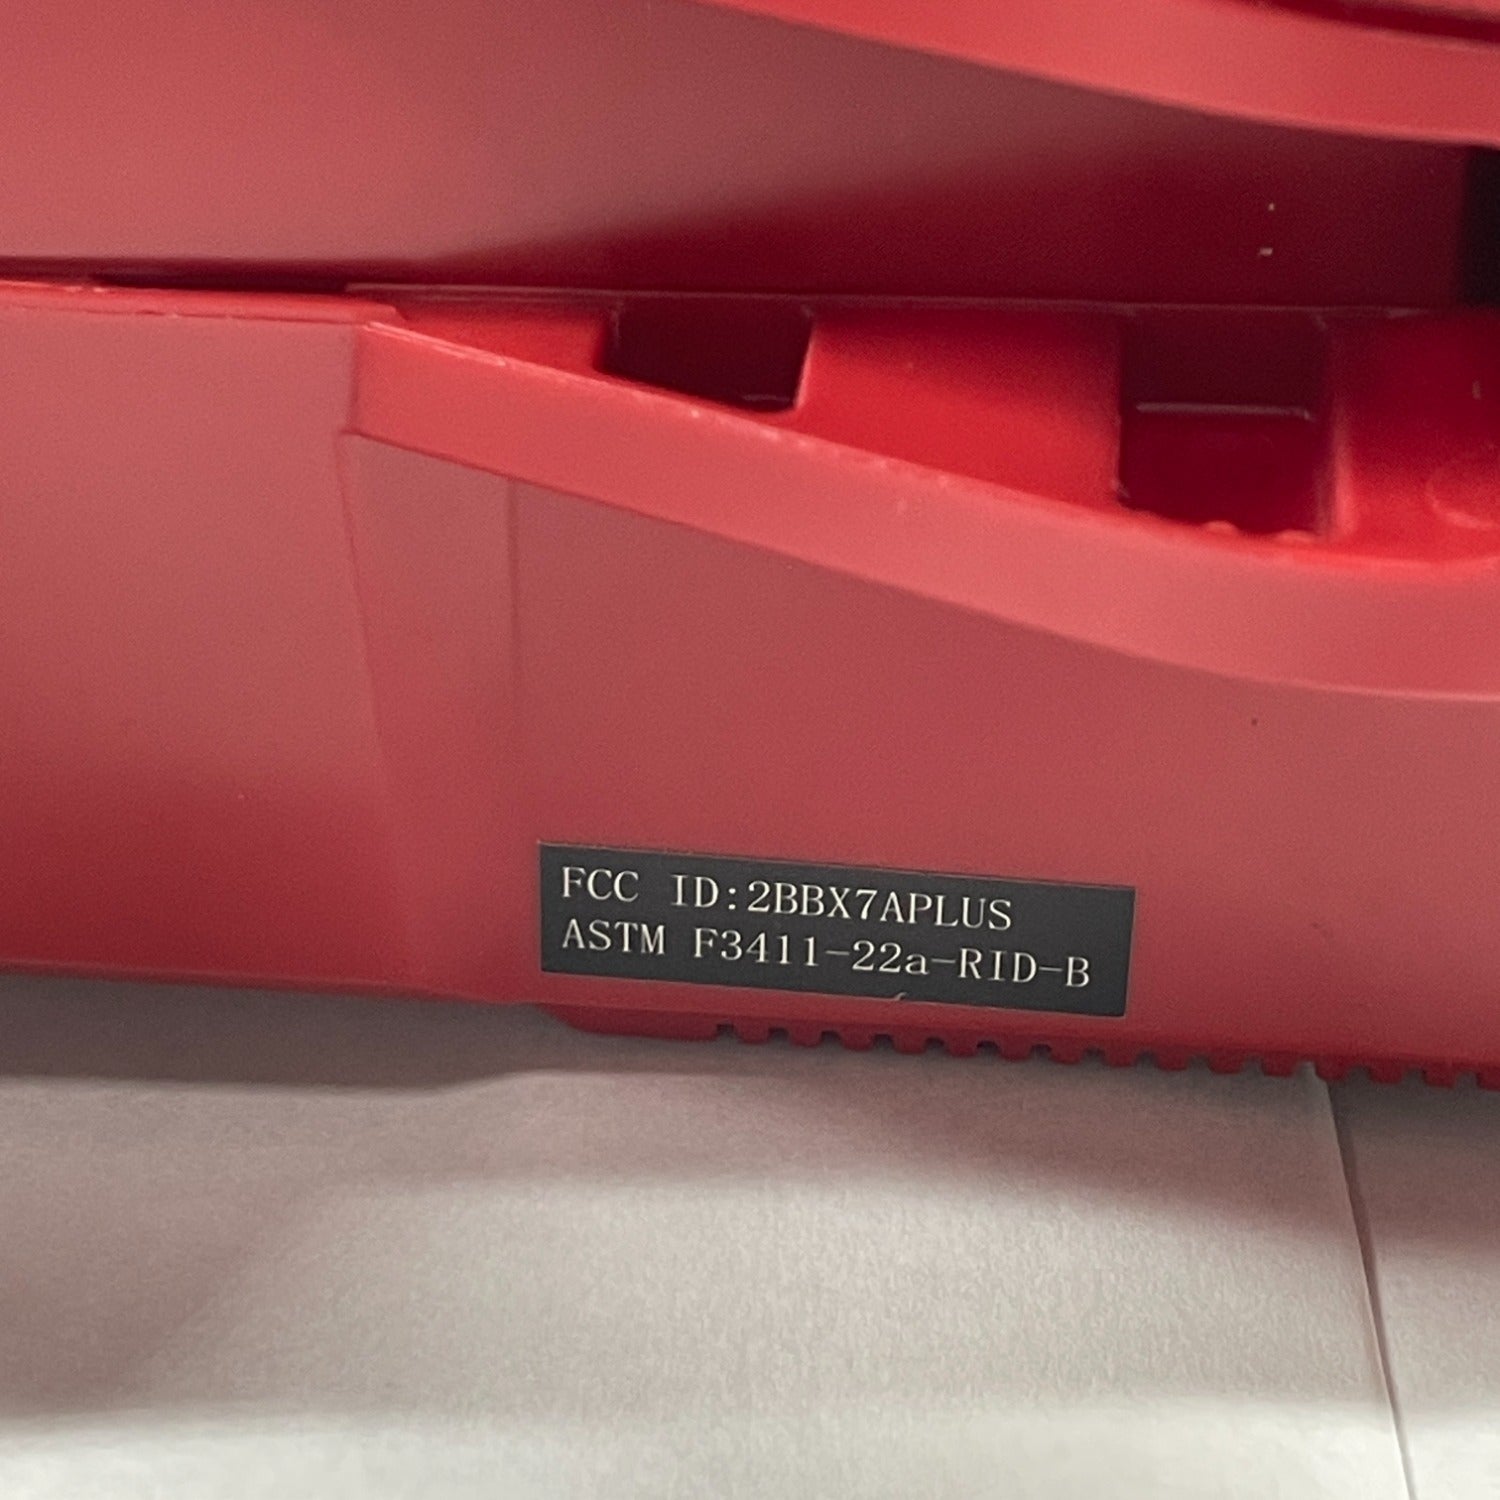 FCC ID:2BBX7APLUS
ASTM F3411-22a-RID-B